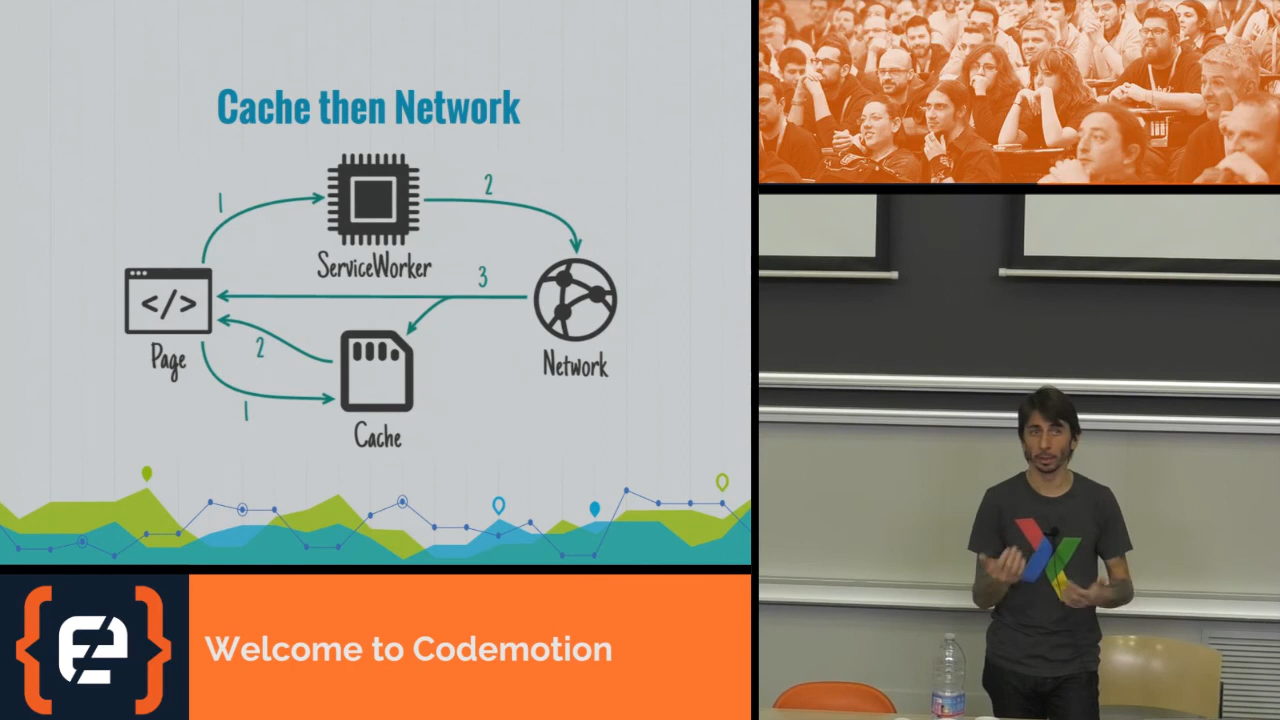 Cache then Network
1
2
ServiceWorker
3
</>
Page
2
Network
1
Cache
Welcome to Codemotion